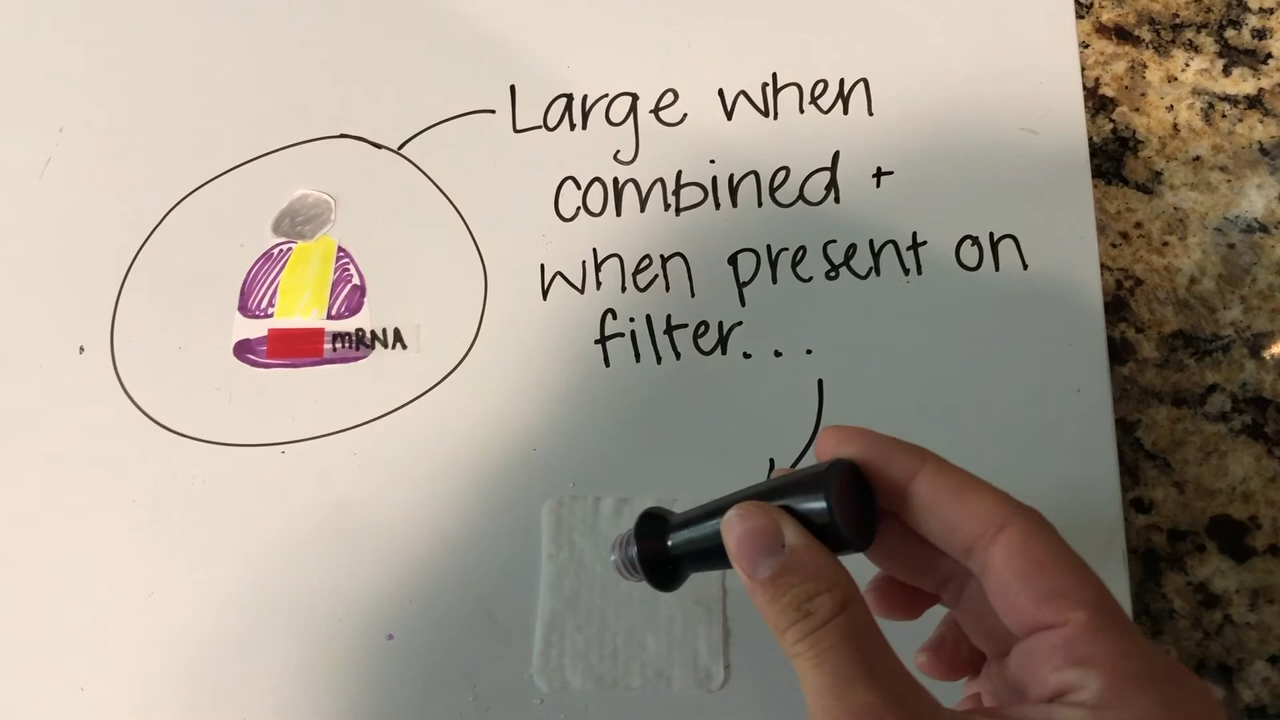 Large when
combined +
when present on
filter...
mRNA